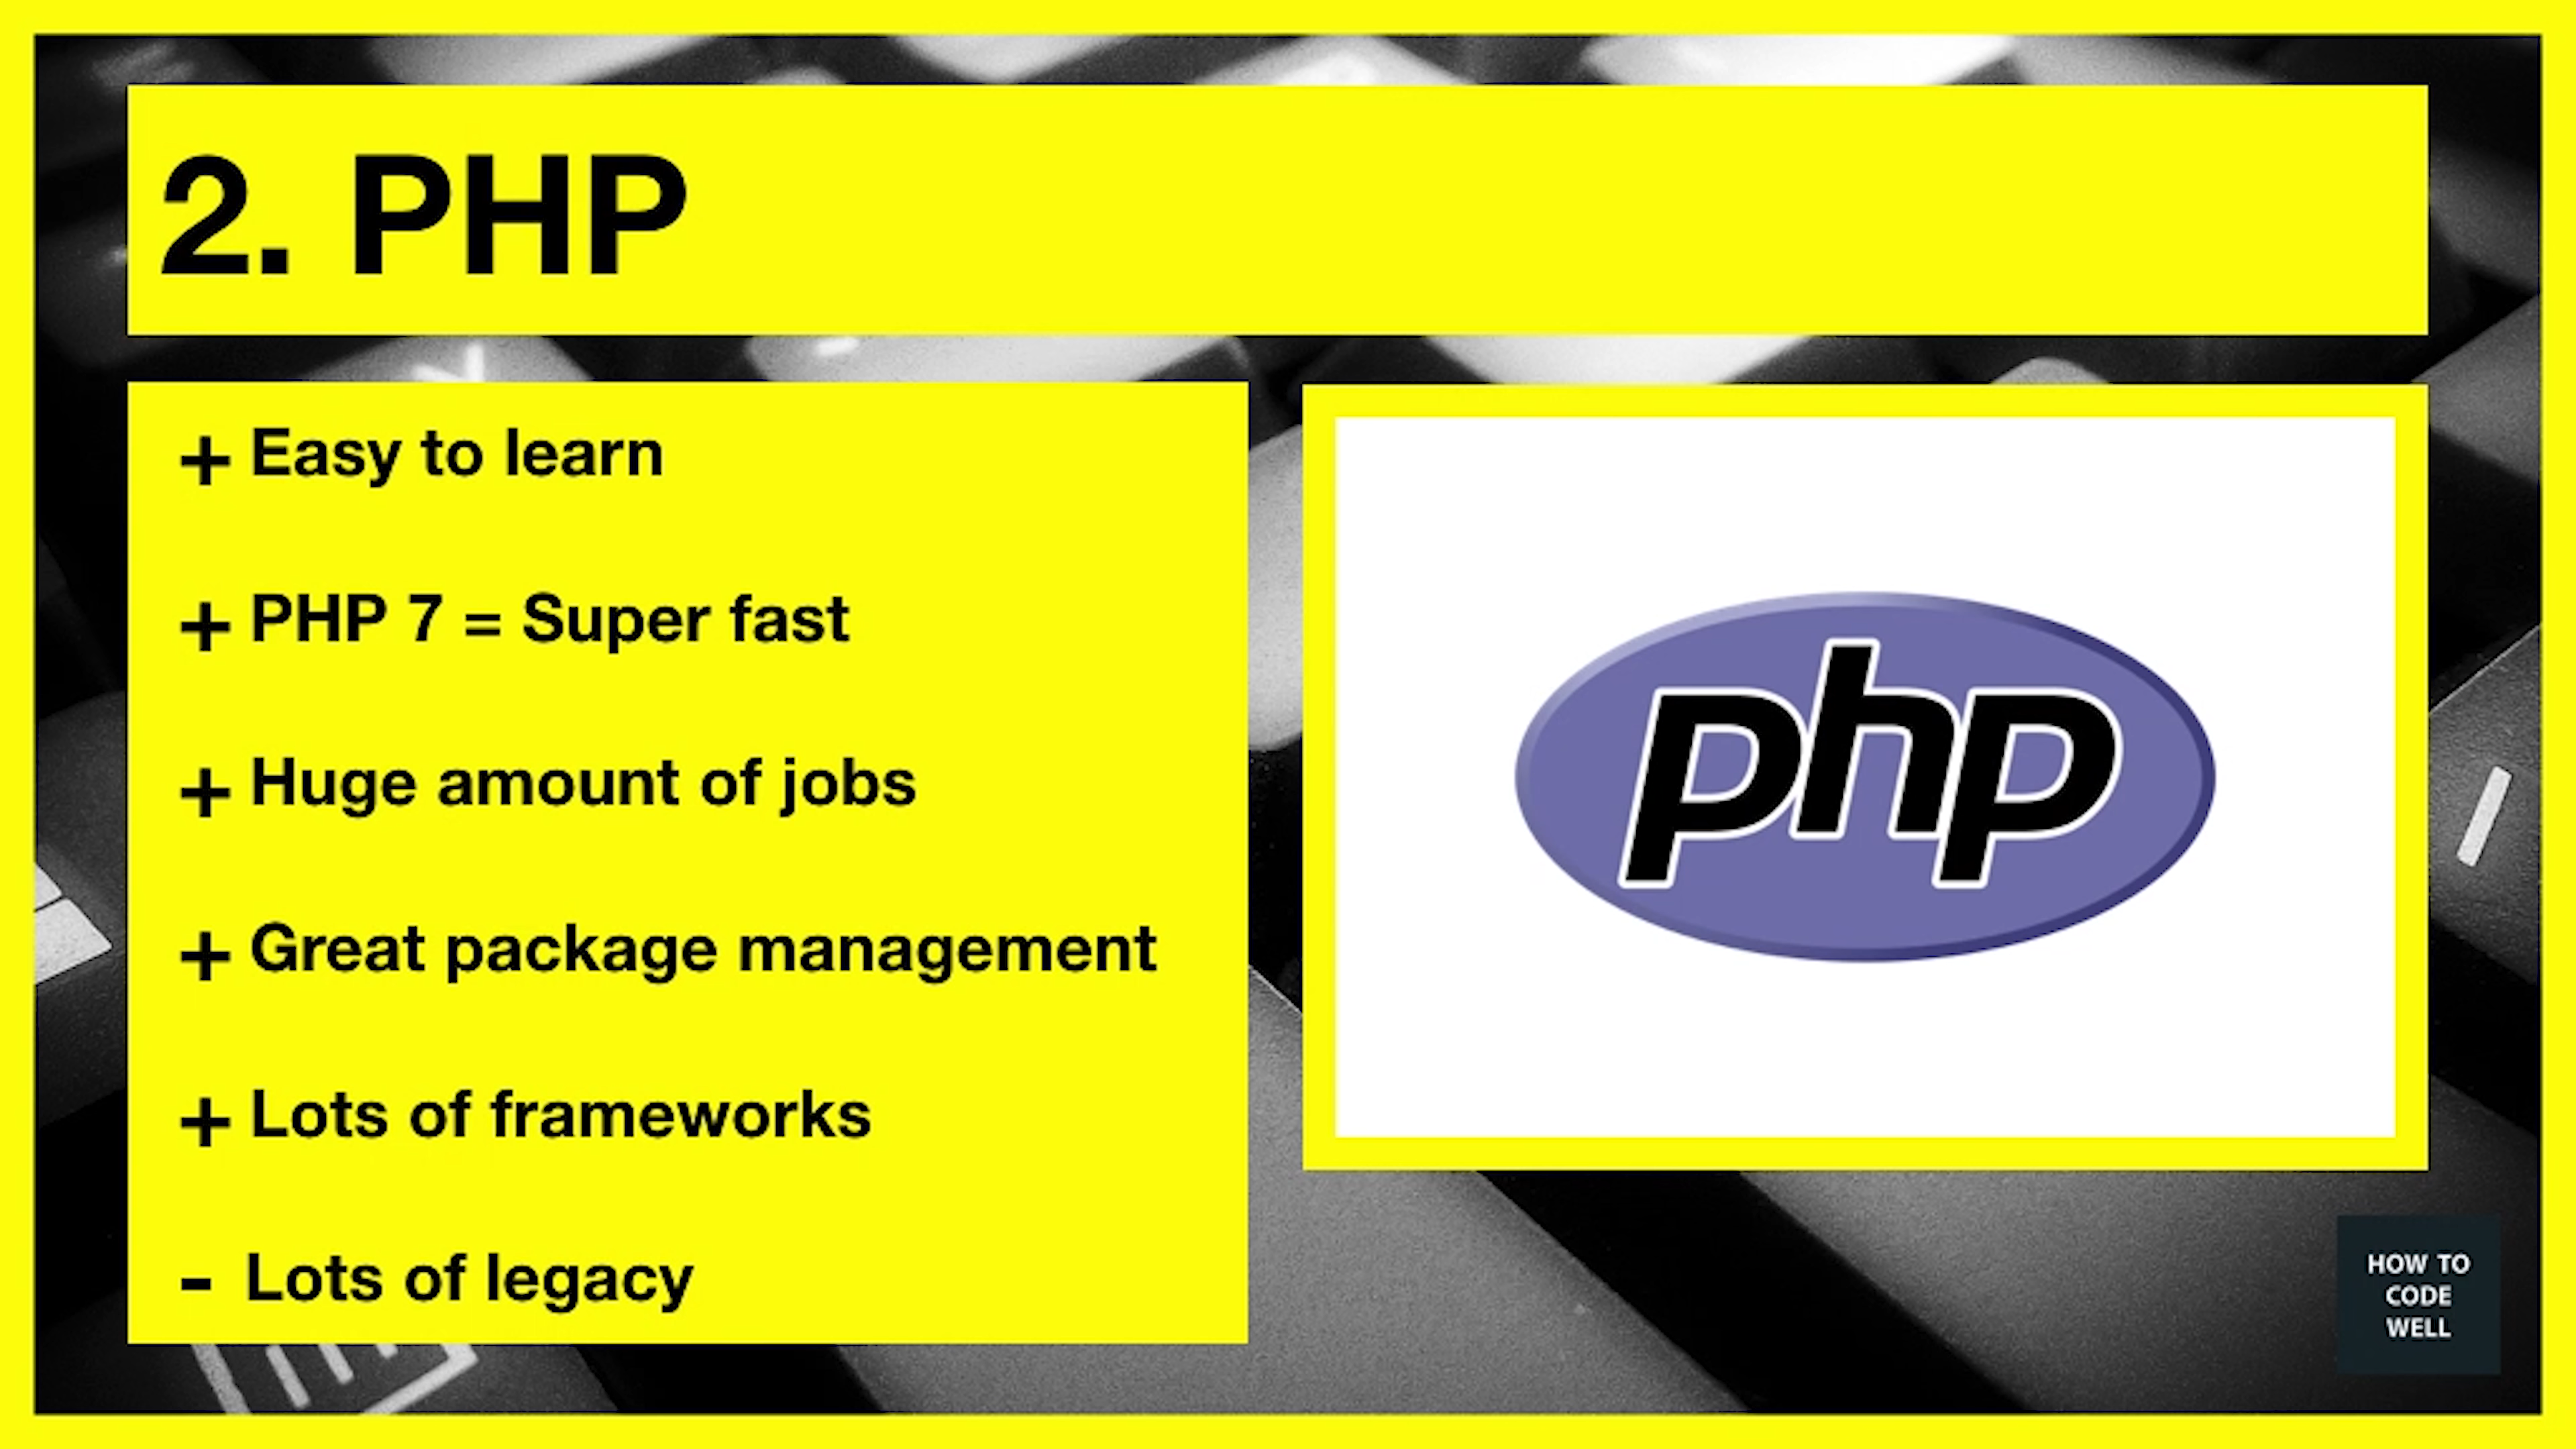 2. PHP
+ Easy to learn
+ PHP 7 = Super fast
+ Huge amount of jobs
+ Great package management
+ Lots of frameworks
- Lots of legacy
php
HOW TO
CODE
WELL